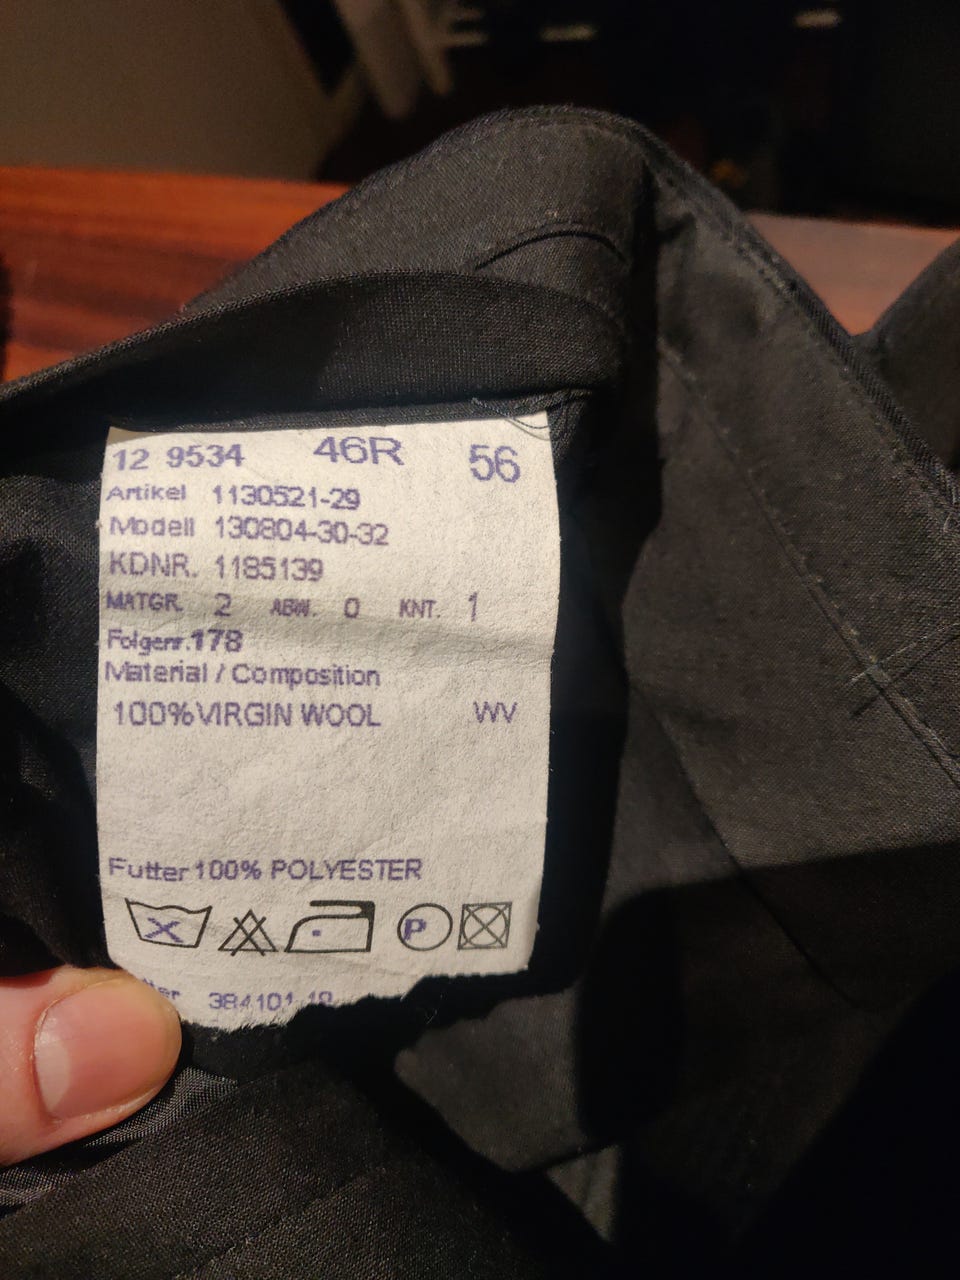 12 9534 46R 56
Artikel 1130521-29
Modell 130804-30-32
KDNR. 1185139
MATGR. 2 ABW. 0 KNT. 1
Folgenr.178
Material / Composition
100%VIRGIN WOOL WV
Futter 100% POLYESTER
P
384101